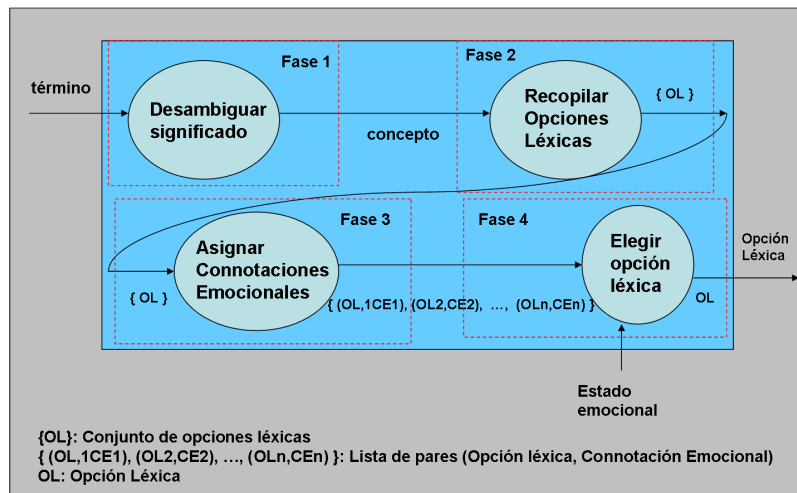 Fase 1
Fase 2
término
Desambiguar
significado
concepto
Recopilar
Opciones
Léxicas
{ OL }
Fase 3
Fase 4
Asignar
Connotaciones
Emocionales
{ OL }
{ (OL,1CE1), (OL2,CE2), …, (OLn,CEn) }
Elegir
opción
léxica
Opción
Léxica
OL
Estado
emocional
{OL}: Conjunto de opciones léxicas
{ (OL,1CE1), (OL2,CE2), …, (OLn,CEn) }: Lista de pares (Opción léxica, Connotación Emocional)
OL: Opción Léxica